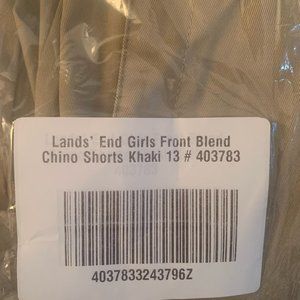 Lands' End Girls Front Blend
Chino Shorts Khaki 13 # 403783
4037833243796Z